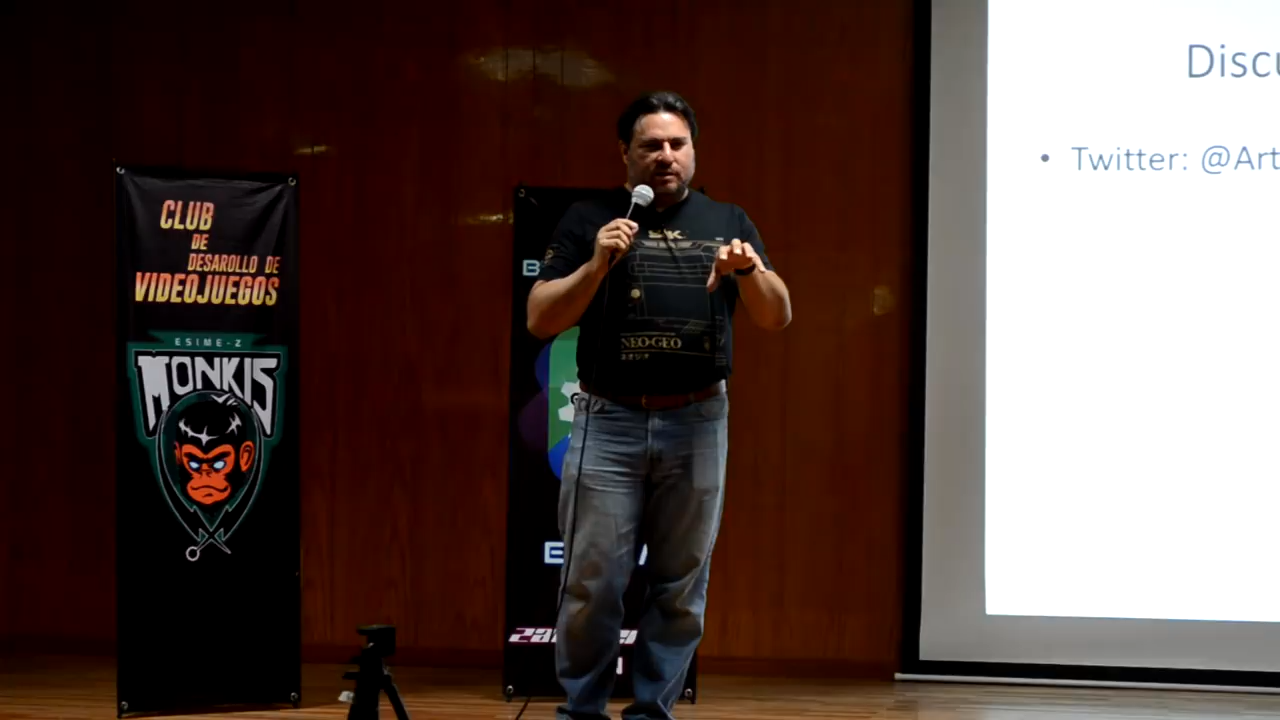 CLUB
DE
DESAROLLO DE
VIDEOJUEGOS
ESIME-Z
MONKIS
NEO·GEO
Discu
• Twitter: @Art